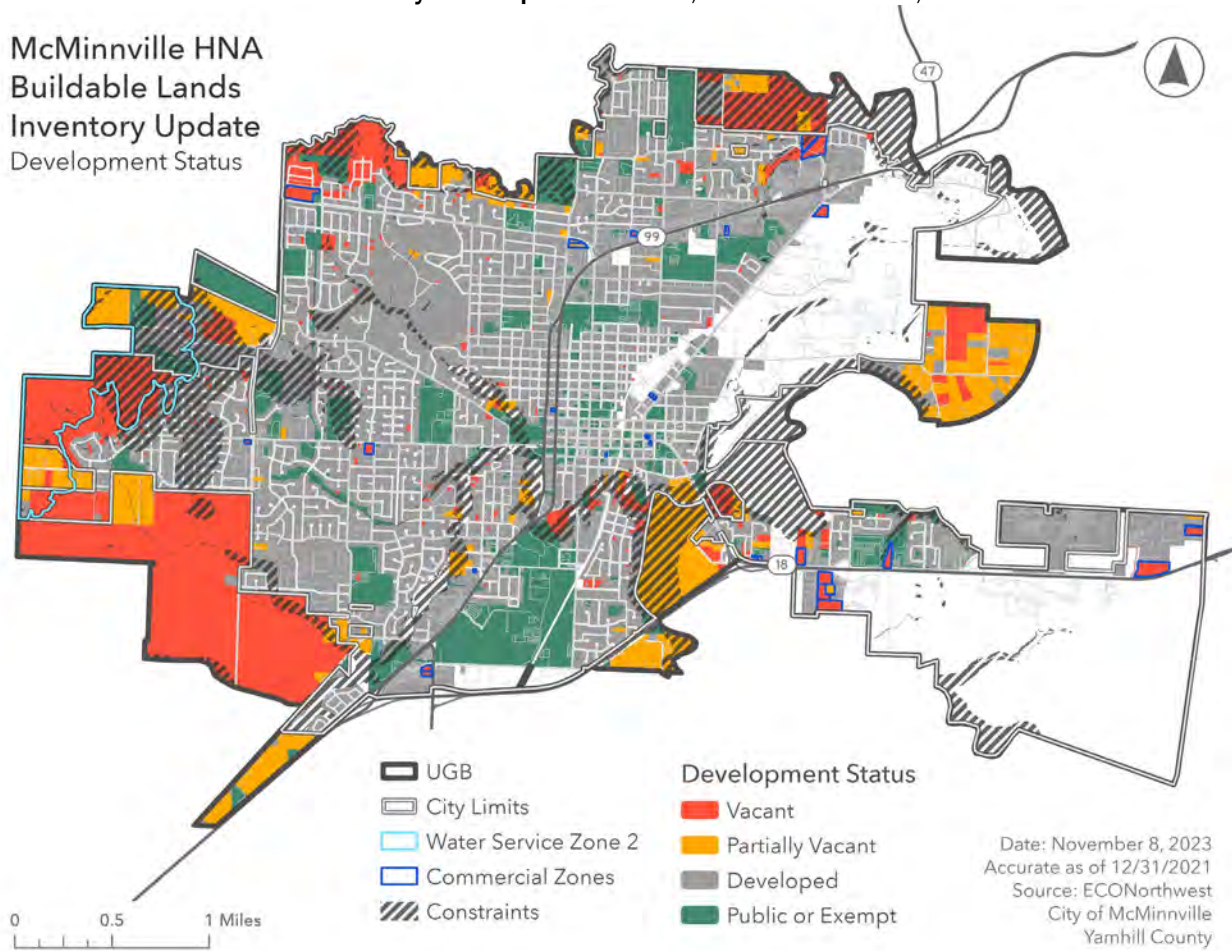 McMinnville HNA
Buildable Lands
Inventory Update
Development Status
47
99
18
UGB
City Limits
Water Service Zone 2
Commercial Zones
Constraints
Development Status
Vacant
Partially Vacant
Developed
Public or Exempt
Date: November 8, 2023
Accurate as of 12/31/2021
Source: ECONorthwest
City of McMinnville
Yamhill County
0 0.5 1 Miles